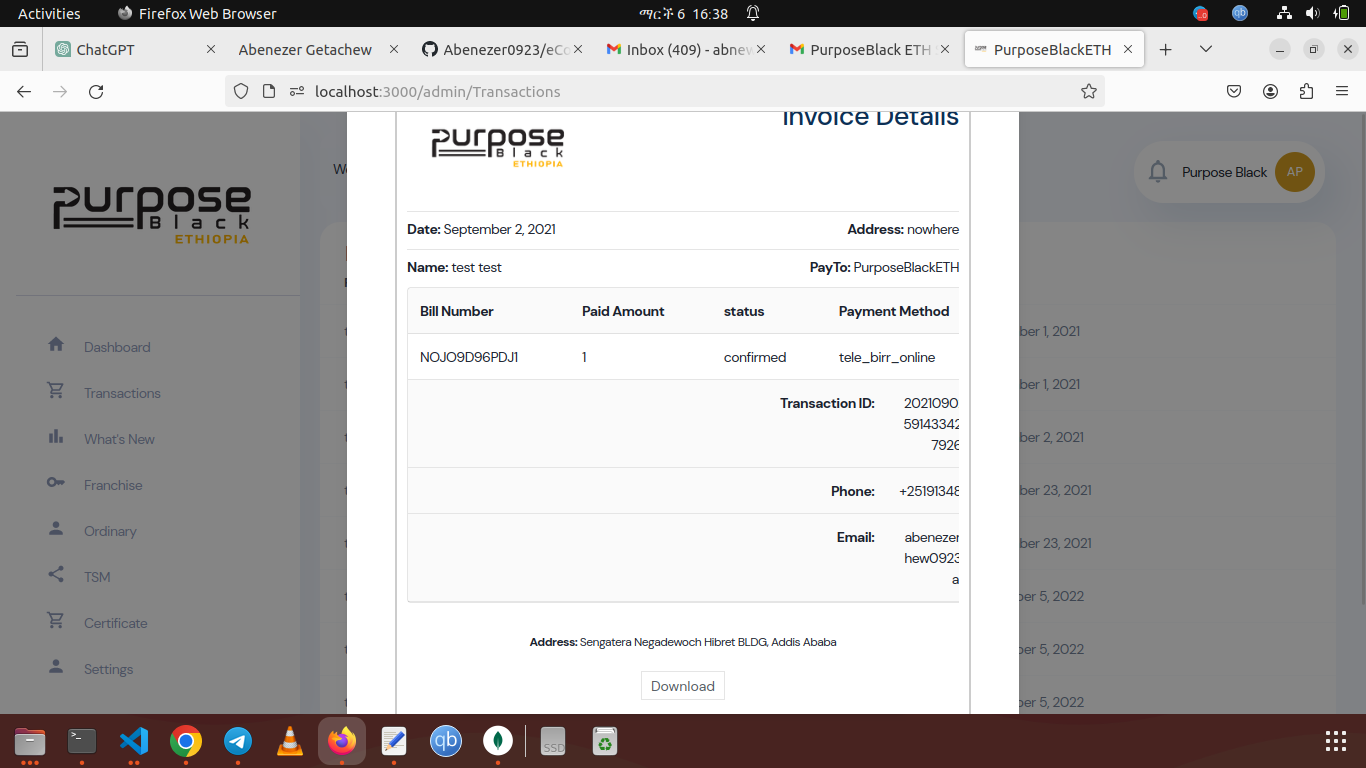 Activities Firefox Web Browser ማርች 6 16:38
ChatGPT Abenezer Getachew Abenezer0923/eCo Inbox (409) - abnew PurposeBlack ETH PurposeBlackETH
localhost:3000/admin/Transactions
Invoice Details
purpose
Black
ETHIOPIA
Purpose Black AP
purpose
Black
ETHIOPIA
Date: September 2, 2021 Address: nowhere
Name: test test PayTo: PurposeBlackETH
Bill Number Paid Amount status Payment Method
NOJO9D96PDJ1 1 confirmed tele_birr_online
Transaction ID: 2021090
59143342
7926
Phone: +25191348
Email: abenezer
hew0923
a
Address: Sengatera Negadewoch Hibret BLDG, Addis Ababa
Download
Dashboard
Transactions
What's New
Franchise
Ordinary
TSM
Certificate
Settings
ber 1, 2021
ber 1, 2021
ber 2, 2021
ber 23, 2021
ber 23, 2021
ber 5, 2022
ber 5, 2022
ber 5, 2022
qb
SSD